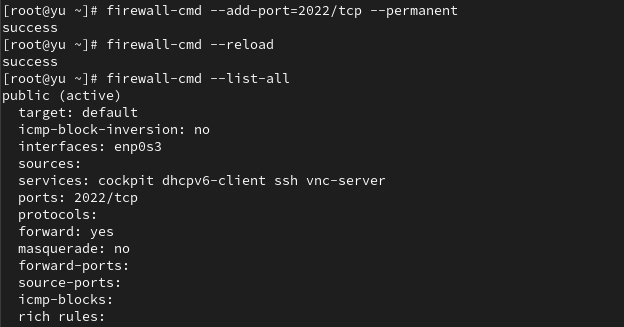 [root@yu ~]# firewall-cmd --add-port=2022/tcp --permanent
success
[root@yu ~]# firewall-cmd --reload
success
[root@yu ~]# firewall-cmd --list-all
public (active)
  target: default
  icmp-block-inversion: no
  interfaces: enp0s3
  sources:
  services: cockpit dhcpv6-client ssh vnc-server
  ports: 2022/tcp
  protocols:
  forward: yes
  masquerade: no
  forward-ports:
  source-ports:
  icmp-blocks:
  rich rules: